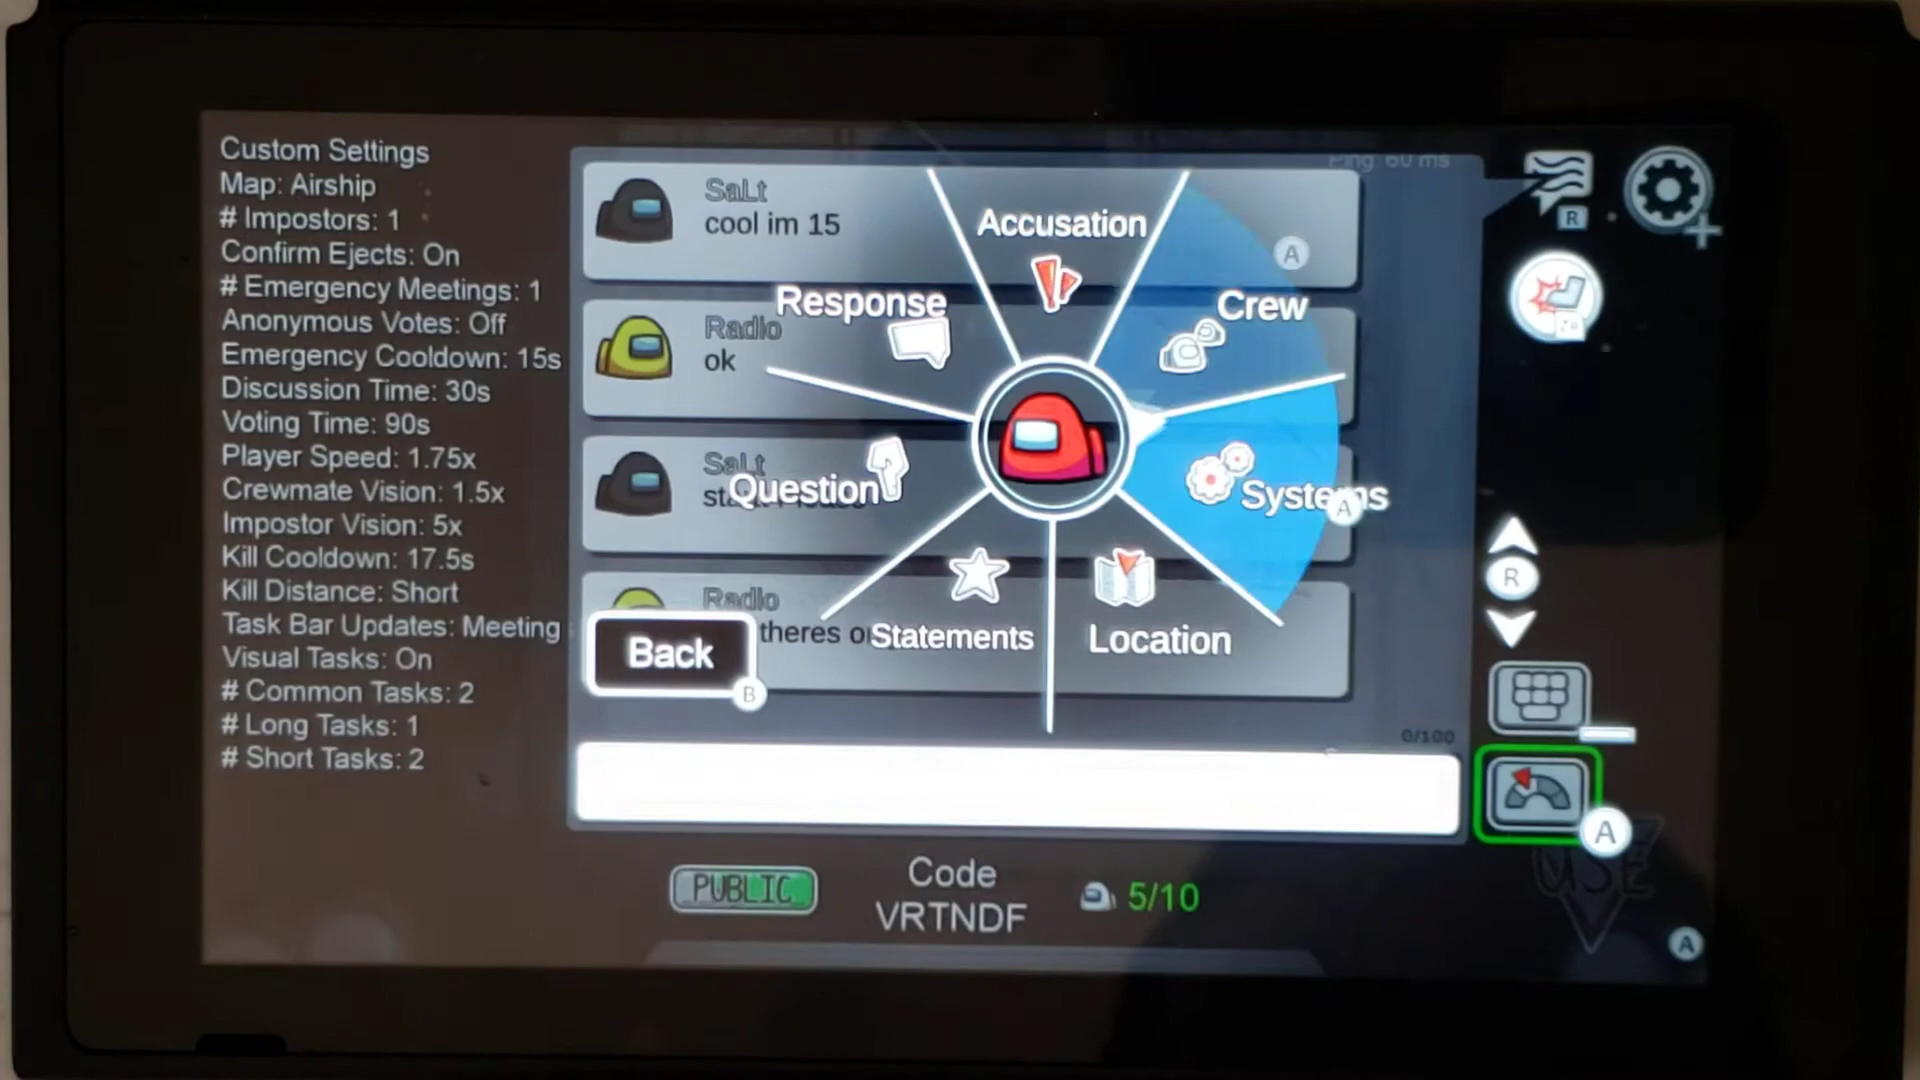 Custom Settings
Map: Airship
# Impostors: 1
Confirm Ejects: On
# Emergency Meetings: 1
Anonymous Votes: Off
Emergency Cooldown: 15s
Discussion Time: 30s
Voting Time: 90s
Player Speed: 1.75x
Crewmate Vision: 1.5x
Impostor Vision: 5x
Kill Cooldown: 17.5s
Kill Distance: Short
Task Bar Updates: Meeting
Visual Tasks: On
# Common Tasks: 2
# Long Tasks: 1
# Short Tasks: 2
Ping: 60 ms
SaLt
cool im 15
Radio
ok
SaLt
Radio
theres
Accusation
Crew
A
Response
Question
Systems
A
Statements
Location
Back
B
0/100
R
R
A
PUBLIC
Code
VRTNDF
5/10
A